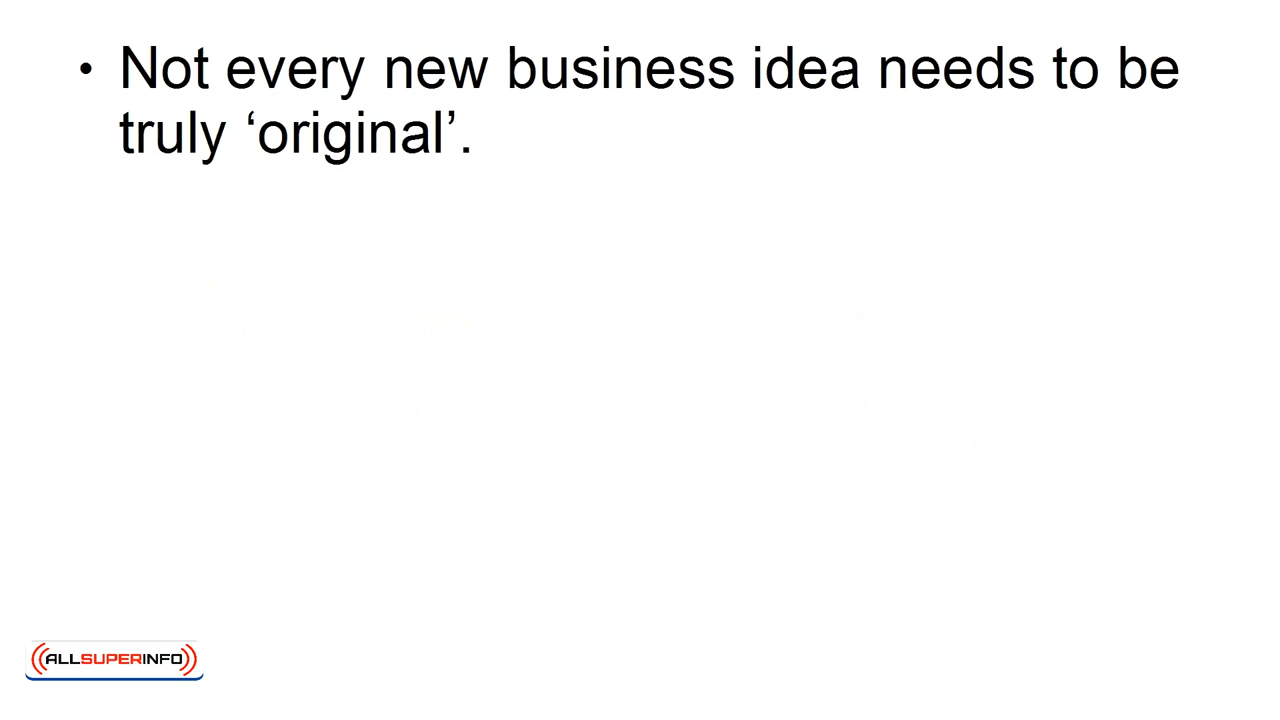 • Not every new business idea needs to be
truly ‘original’.
ALLSUPERINFO